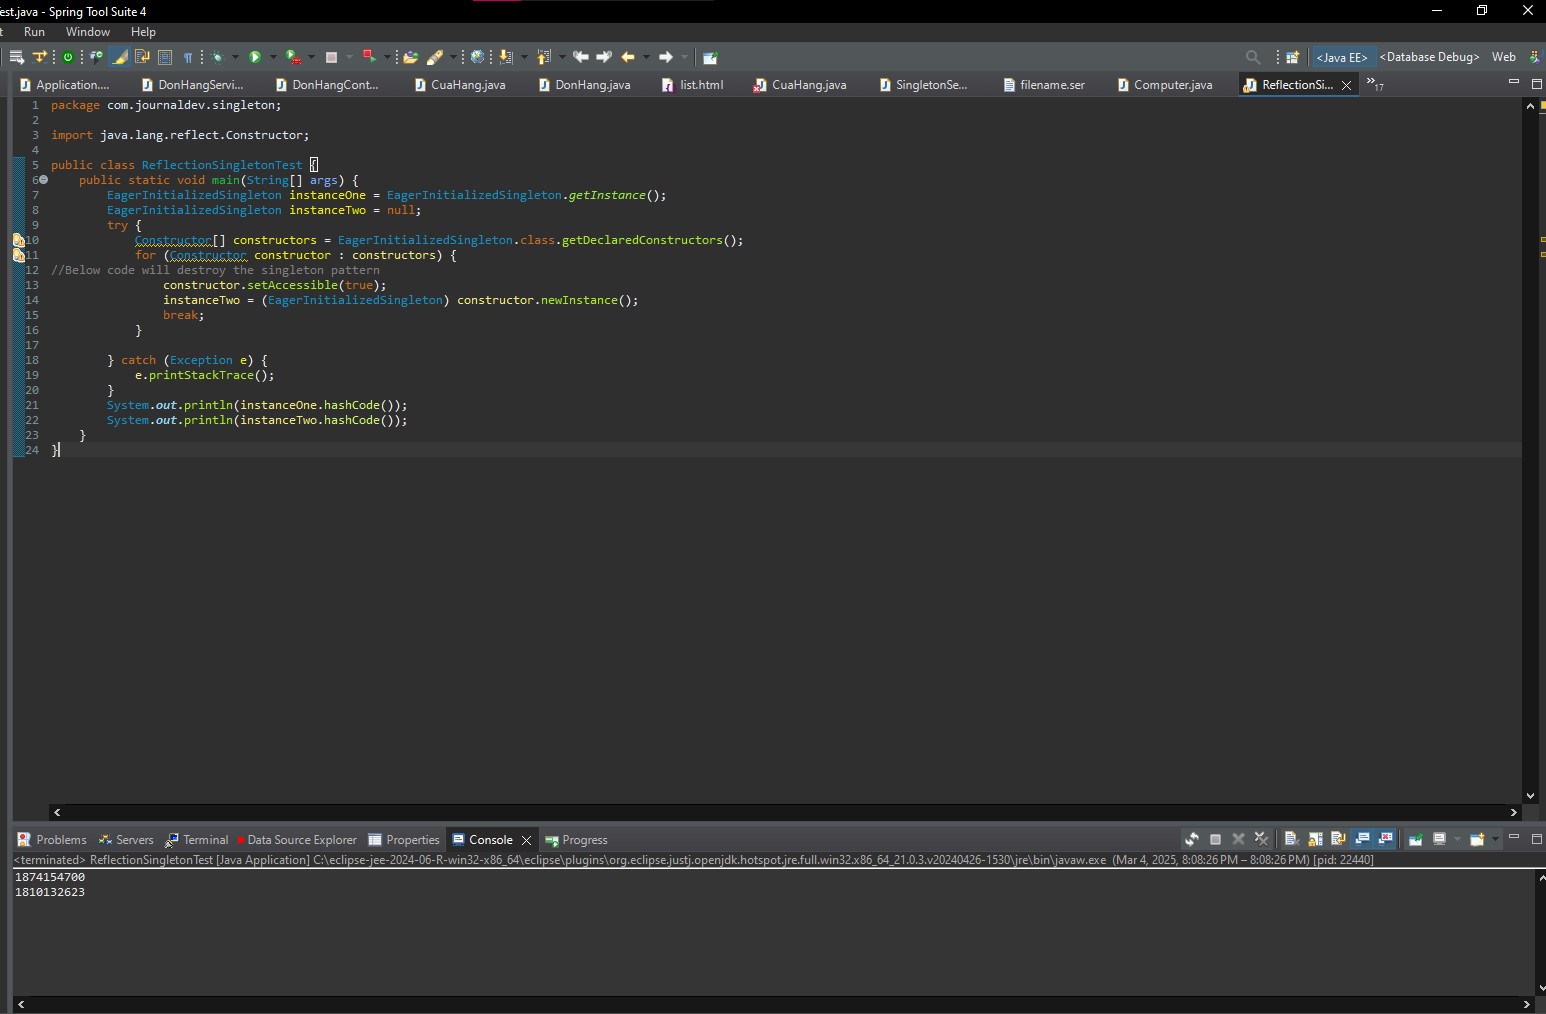 est.java - Spring Tool Suite 4
t Run Window Help
<Java EE> <Database Debug> Web
Application.... DonHangServi... DonHangCont... CuaHang.java DonHang.java list.html CuaHang.java SingletonSe... filename.ser Computer.java ReflectionSi... 17
1 package com.journaldev.singleton;
2
3 import java.lang.reflect.Constructor;
4
5 public class ReflectionSingletonTest {
6 public static void main(String[] args) {
7 EagerInitializedSingleton instanceOne = EagerInitializedSingleton.getInstance();
8 EagerInitializedSingleton instanceTwo = null;
9 try {
10 Constructor[] constructors = EagerInitializedSingleton.class.getDeclaredConstructors();
11 for (Constructor constructor : constructors) {
12 //Below code will destroy the singleton pattern
13 constructor.setAccessible(true);
14 instanceTwo = (EagerInitializedSingleton) constructor.newInstance();
15 break;
16 }
17
18 } catch (Exception e) {
19 e.printStackTrace();
20 }
21 System.out.println(instanceOne.hashCode());
22 System.out.println(instanceTwo.hashCode());
23 }
24 }
Problems Servers Terminal Data Source Explorer Properties Console Progress
<terminated> ReflectionSingletonTest [Java Application] C:\eclipse-jee-2024-06-R-win32-x86_64\eclipse\plugins\org.eclipse.justj.openjdk.hotspot.jre.full.win32.x86_64_21.0.3.v20240426-1530\jre\bin\javaw.exe (Mar 4, 2025, 8:08:26 PM – 8:08:26 PM) [pid: 22440]
1874154700
1810132623